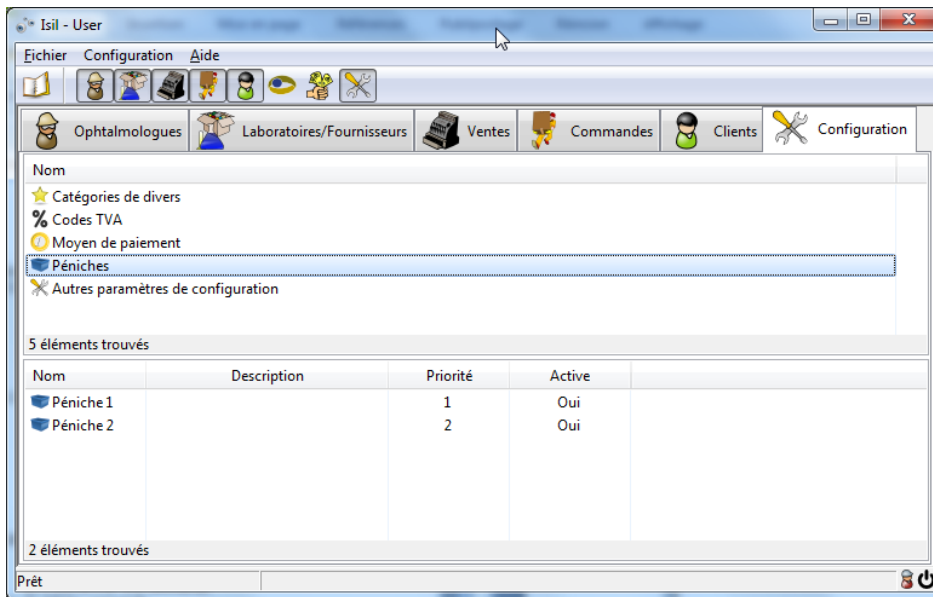 Isil - User
Fichier Configuration Aide
Ophtalmologues Laboratoires/Fournisseurs Ventes Commandes Clients Configuration
Nom
Catégories de divers
% Codes TVA
Moyen de paiement
Péniches
Autres paramètres de configuration
5 éléments trouvés
Nom Description Priorité Active
Péniche 1 1 Oui
Péniche 2 2 Oui
2 éléments trouvés
Prêt